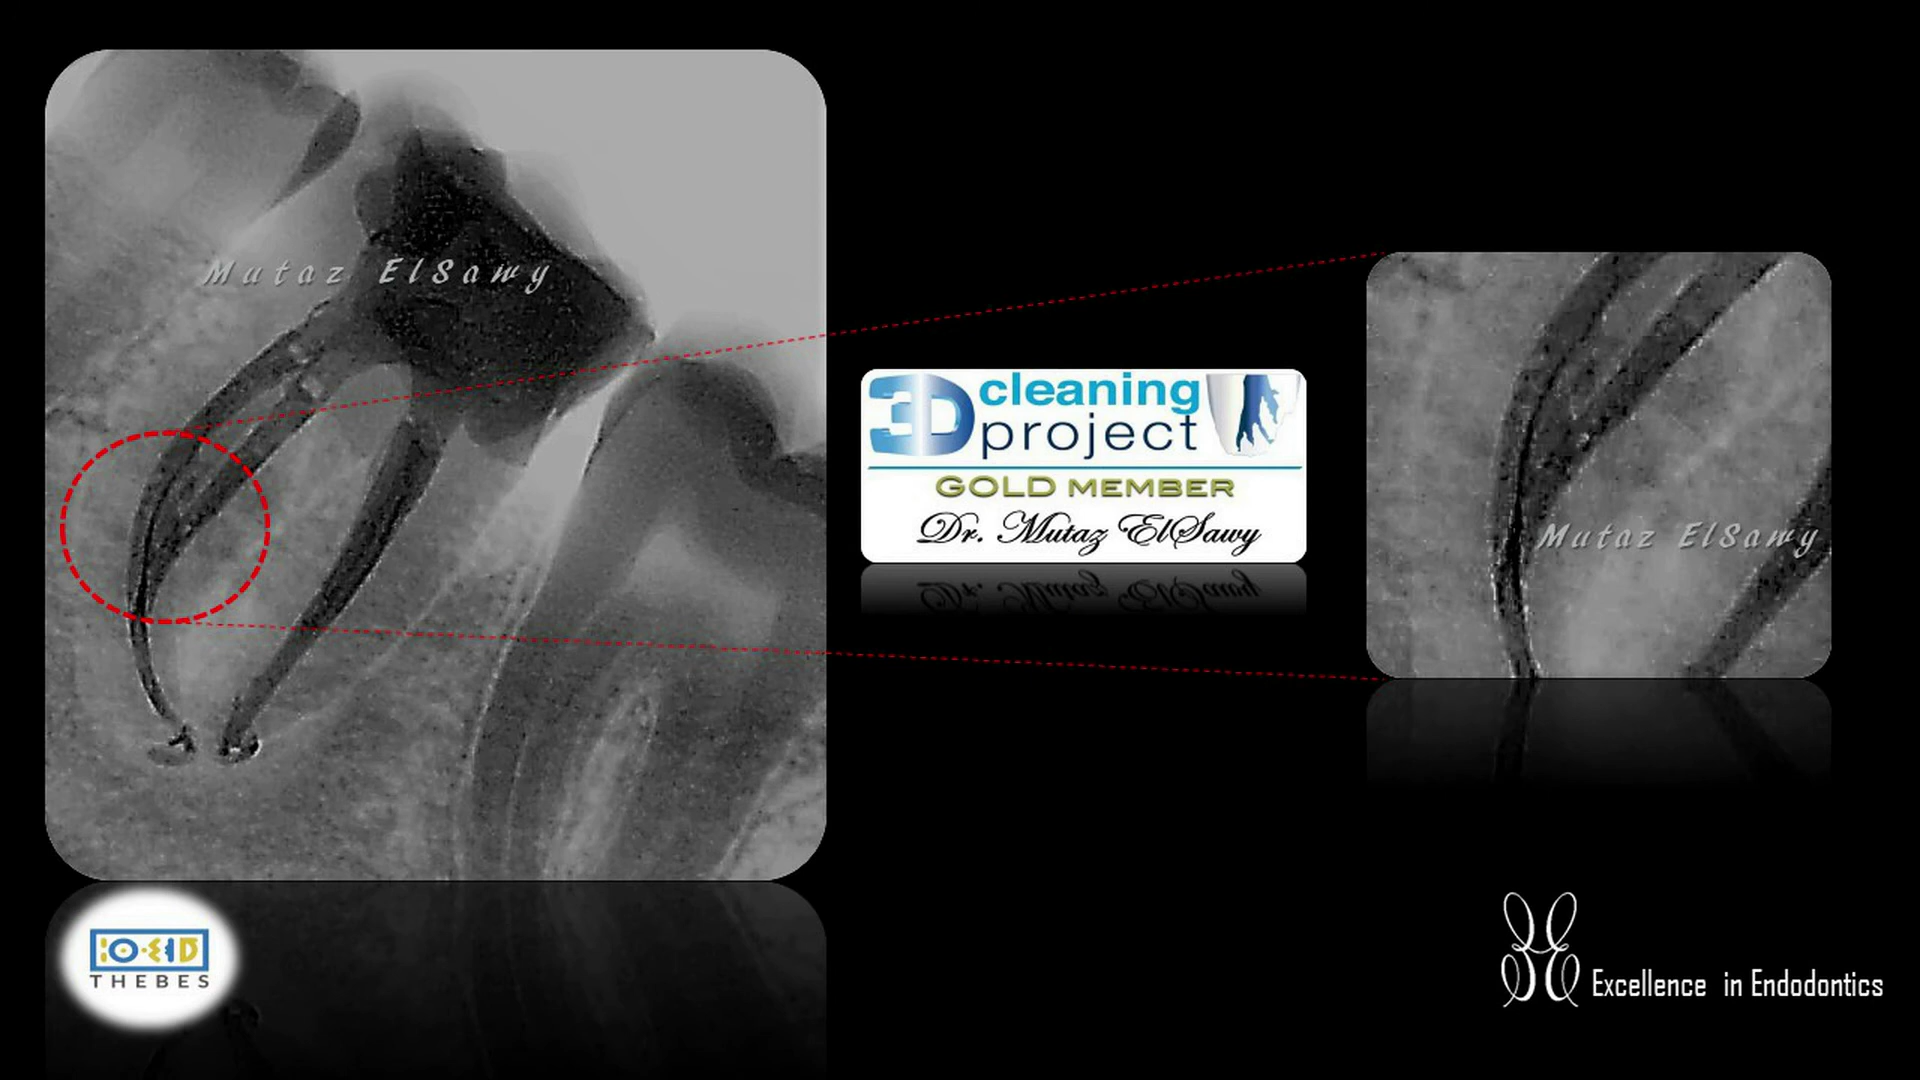 Mutaz ElSawy
3D cleaning
project
GOLD MEMBER
Dr. Mutaz ElSawy
Mutaz ElSawy
THEBES
Excellence in Endodontics